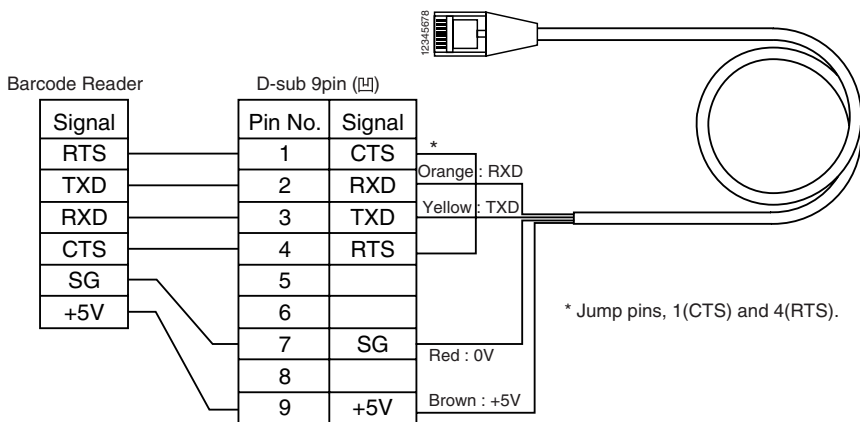 12345678
Barcode Reader
D-sub 9pin (凹)
Signal
Pin No. Signal
RTS 1 CTS *
Orange : RXD
TXD 2 RXD
Yellow : TXD
RXD 3 TXD
CTS 4 RTS
SG 5
+5V 6
* Jump pins, 1(CTS) and 4(RTS).
7 SG
Red : 0V
8
Brown : +5V
9 +5V